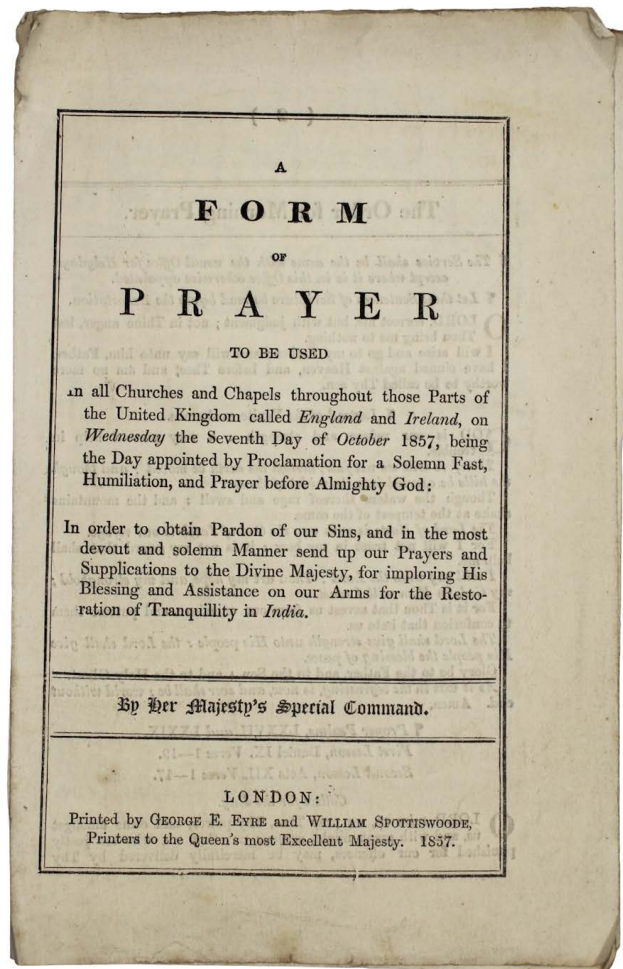 A
FORM
OF
PRAYER
TO BE USED
In all Churches and Chapels throughout those Parts of
the United Kingdom called England and Ireland, on
Wednesday the Seventh Day of October 1857, being
the Day appointed by Proclamation for a Solemn Fast,
Humiliation, and Prayer before Almighty God:
In order to obtain Pardon of our Sins, and in the most
devout and solemn Manner send up our Prayers and
Supplications to the Divine Majesty, for imploring His
Blessing and Assistance on our Arms for the Resto-
ration of Tranquillity in India.
By Her Majesty's Special Command.
LONDON:
Printed by GEORGE E. EYRE and WILLIAM SPOTTISWOODE,
Printers to the Queen's most Excellent Majesty. 1857.